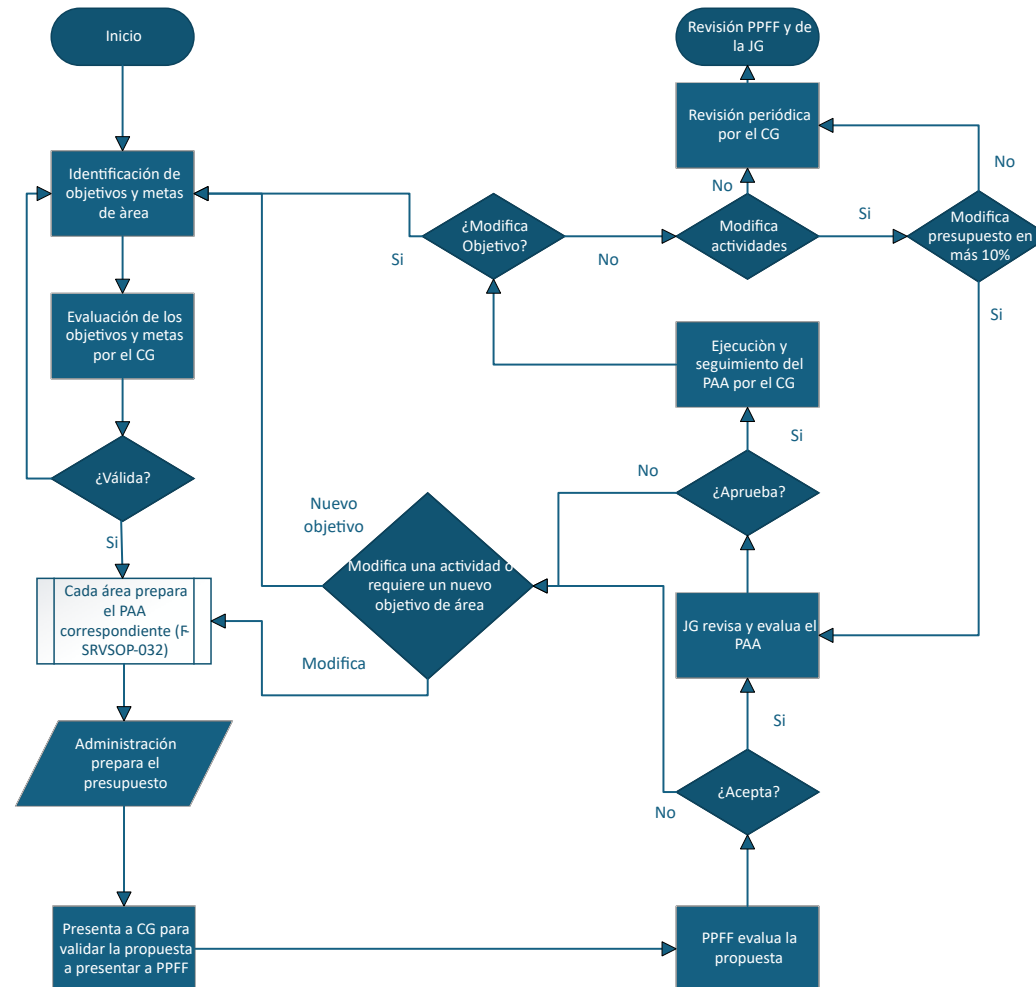 Inicio
Identificación de
objetivos y metas
de àrea
Evaluación de los
objetivos y metas
por el CG
¿Válida?
Si
Cada área prepara
el PAA
correspondiente (F-
SRVSOP-032)
Administración
prepara el
presupuesto
Presenta a CG para
validar la propuesta
a presentar a PPFF
PPFF evalua la
propuesta
¿Acepta?
No
Si
JG revisa y evalua el
PAA
¿Aprueba?
No
Si
Modifica una actividad o
requiere un nuevo
objetivo de área
Nuevo
objetivo
Modifica
Ejecuciòn y
seguimiento del
PAA por el CG
¿Modifica
Objetivo?
Si
No
Modifica
actividades
No
Si
Modifica
presupuesto en
más 10%
No
Si
Revisión periódica
por el CG
Revisión PPFF y de
la JG